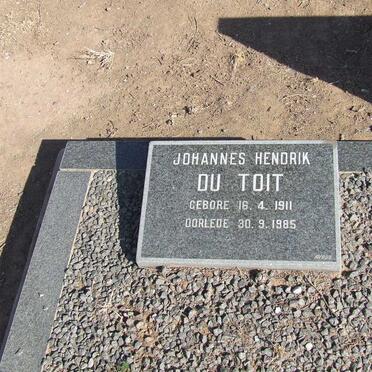 JOHANNES HENDRIK
DU TOIT
GEBORE 16. 4. 1911
OORLEDE 30. 9. 1985